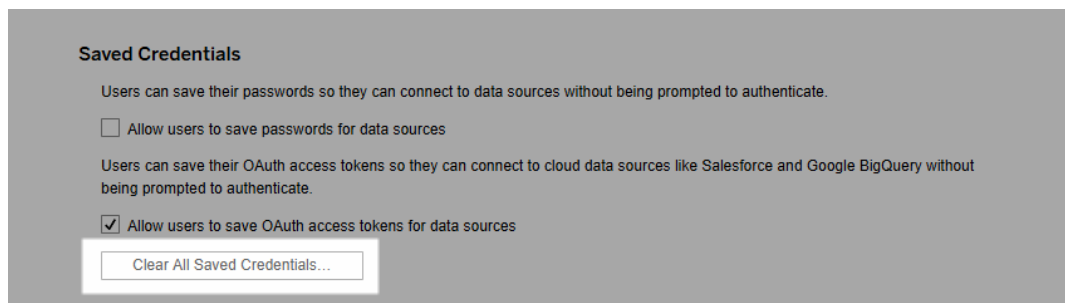 Saved Credentials
Users can save their passwords so they can connect to data sources without being prompted to authenticate.
Allow users to save passwords for data sources
Users can save their OAuth access tokens so they can connect to cloud data sources like Salesforce and Google BigQuery without
being prompted to authenticate.
Allow users to save OAuth access tokens for data sources
Clear All Saved Credentials...